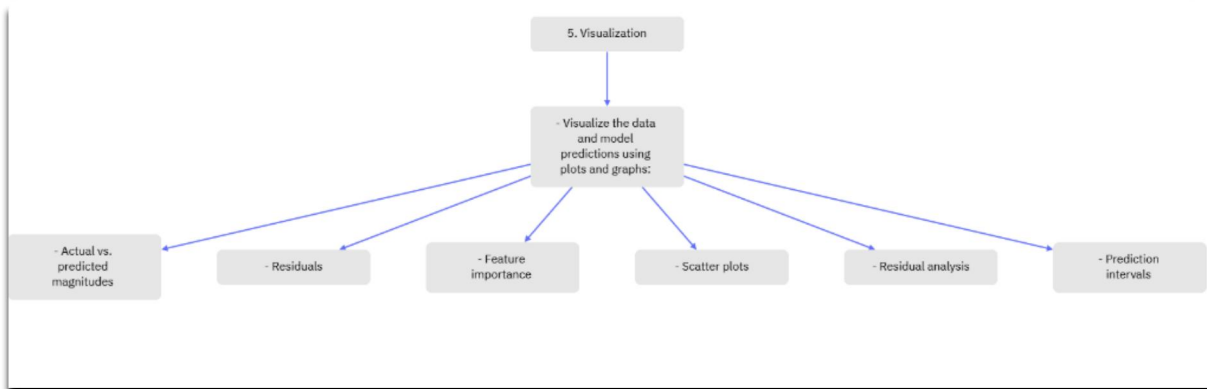 5. Visualization
- Visualize the data
and model
predictions using
plots and graphs:
- Actual vs.
predicted
magnitudes
- Residuals
- Feature
importance
- Scatter plots
- Residual analysis
- Prediction
intervals